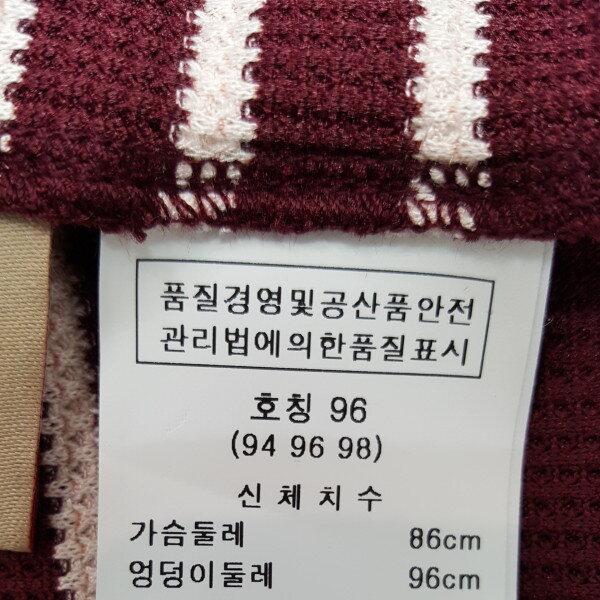 품질경영및공산품안전
관리법에의한품질표시
호칭 96
(94 96 98)
신체치수
가슴둘레 86cm
엉덩이둘레 96cm